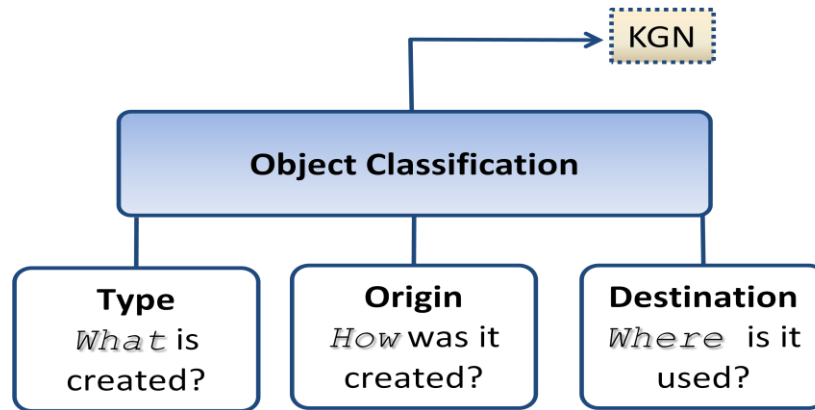 KGN
Object Classification
Type
What is
created?
Origin
How was it
created?
Destination
Where is it
used?